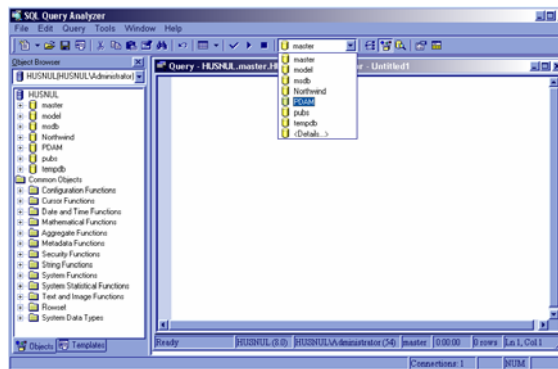 SQL Query Analyzer
File Edit Query Tools Window Help
master
Object Browser
HUSNUL(HUSNUL\Administrator)
HUSNUL
master
model
msdb
Northwind
PDAM
pubs
tempdb
Common Objects
Configuration Functions
Cursor Functions
Date and Time Functions
Mathematical Functions
Aggregate Functions
Metadata Functions
Security Functions
String Functions
System Functions
System Statistical Functions
Text and Image Functions
Rowset
System Data Types
Objects Templates
Query - HUSNUL.master.H r - Untitled1
master
model
msdb
Northwind
PDAM
pubs
tempdb
<Details...>
Ready HUSNUL (8.0) HUSNUL\Administrator (54) master 0:00:00 0 rows Ln 1, Col 1
Connections: 1 NUM